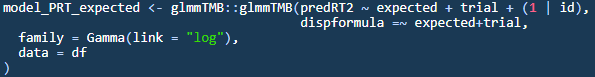 model_PRT_expected <- glmmTMB::glmmTMB(predRT2 ~ expected + trial + (1 | id),
dispformula =~ expected+trial,
family = Gamma(link = "log"),
data = df
)